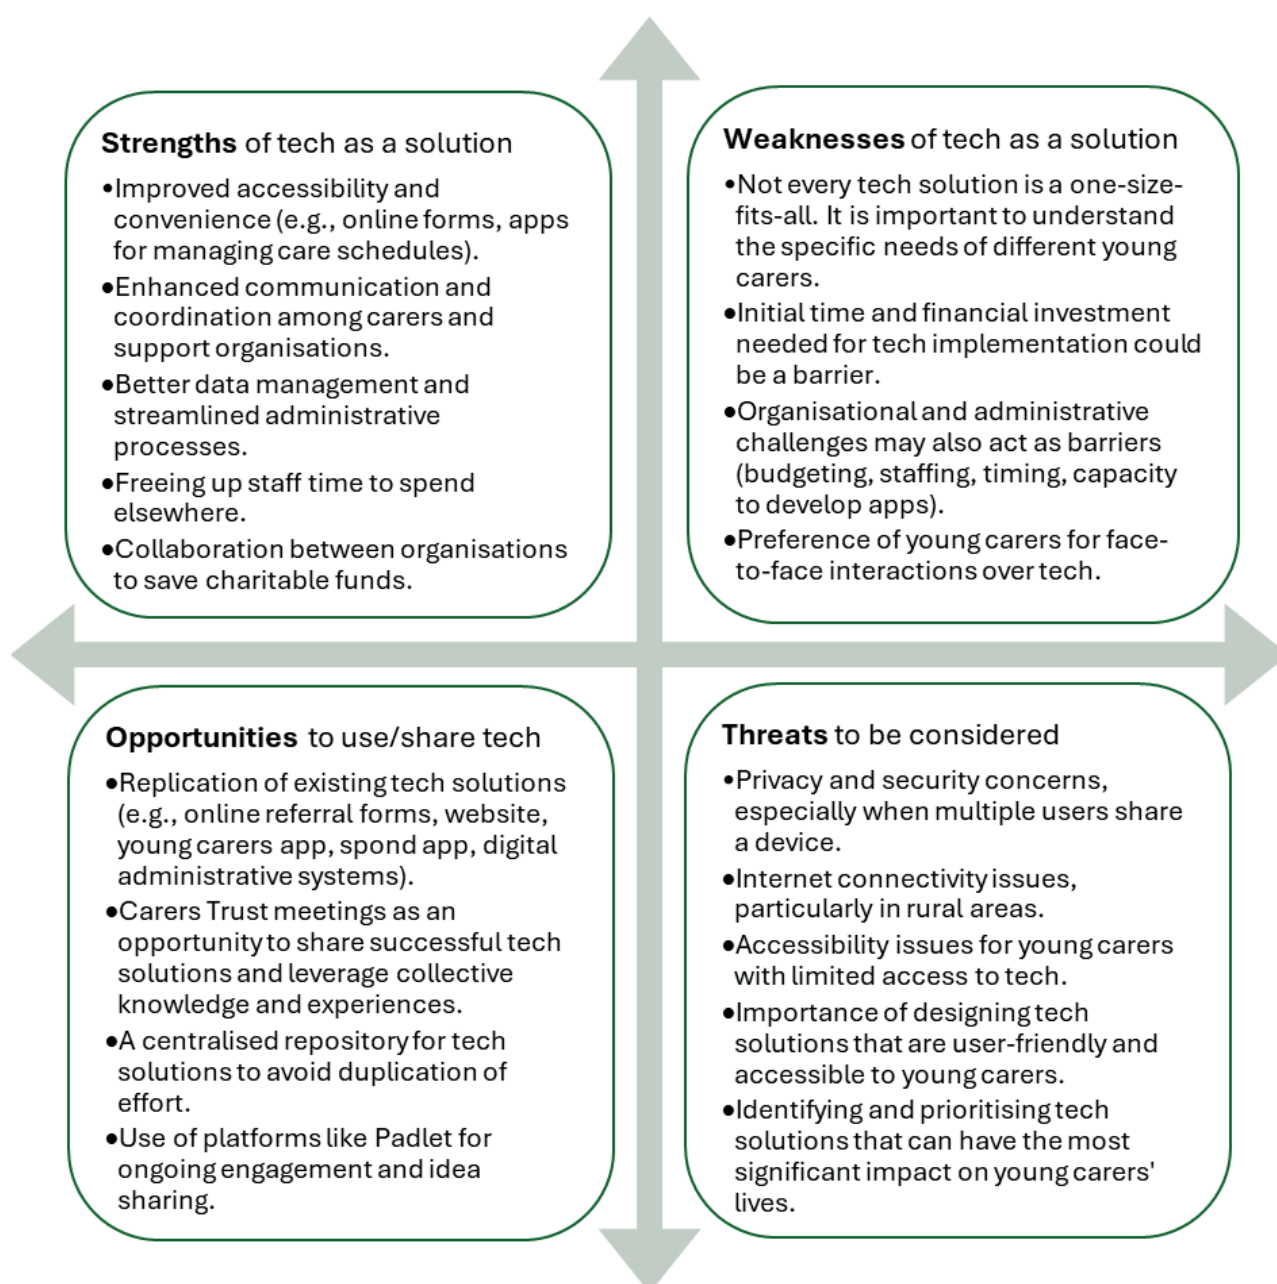 Strengths of tech as a solution
•Improved accessibility and
convenience (e.g., online forms, apps
for managing care schedules).
•Enhanced communication and
coordination among carers and
support organisations.
•Better data management and
streamlined administrative
processes.
•Freeing up staff time to spend
elsewhere.
•Collaboration between organisations
to save charitable funds.
Weaknesses of tech as a solution
•Not every tech solution is a one-size-
fits-all. It is important to understand
the specific needs of different young
carers.
•Initial time and financial investment
needed for tech implementation could
be a barrier.
•Organisational and administrative
challenges may also act as barriers
(budgeting, staffing, timing, capacity
to develop apps).
•Preference of young carers for face-
to-face interactions over tech.
Opportunities to use/share tech
•Replication of existing tech solutions
(e.g., online referral forms, website,
young carers app, spond app, digital
administrative systems).
•Carers Trust meetings as an
opportunity to share successful tech
solutions and leverage collective
knowledge and experiences.
•A centralised repository for tech
solutions to avoid duplication of
effort.
•Use of platforms like Padlet for
ongoing engagement and idea
sharing.
Threats to be considered
•Privacy and security concerns,
especially when multiple users share
a device.
•Internet connectivity issues,
particularly in rural areas.
•Accessibility issues for young carers
with limited access to tech.
•Importance of designing tech
solutions that are user-friendly and
accessible to young carers.
•Identifying and prioritising tech
solutions that can have the most
significant impact on young carers'
lives.